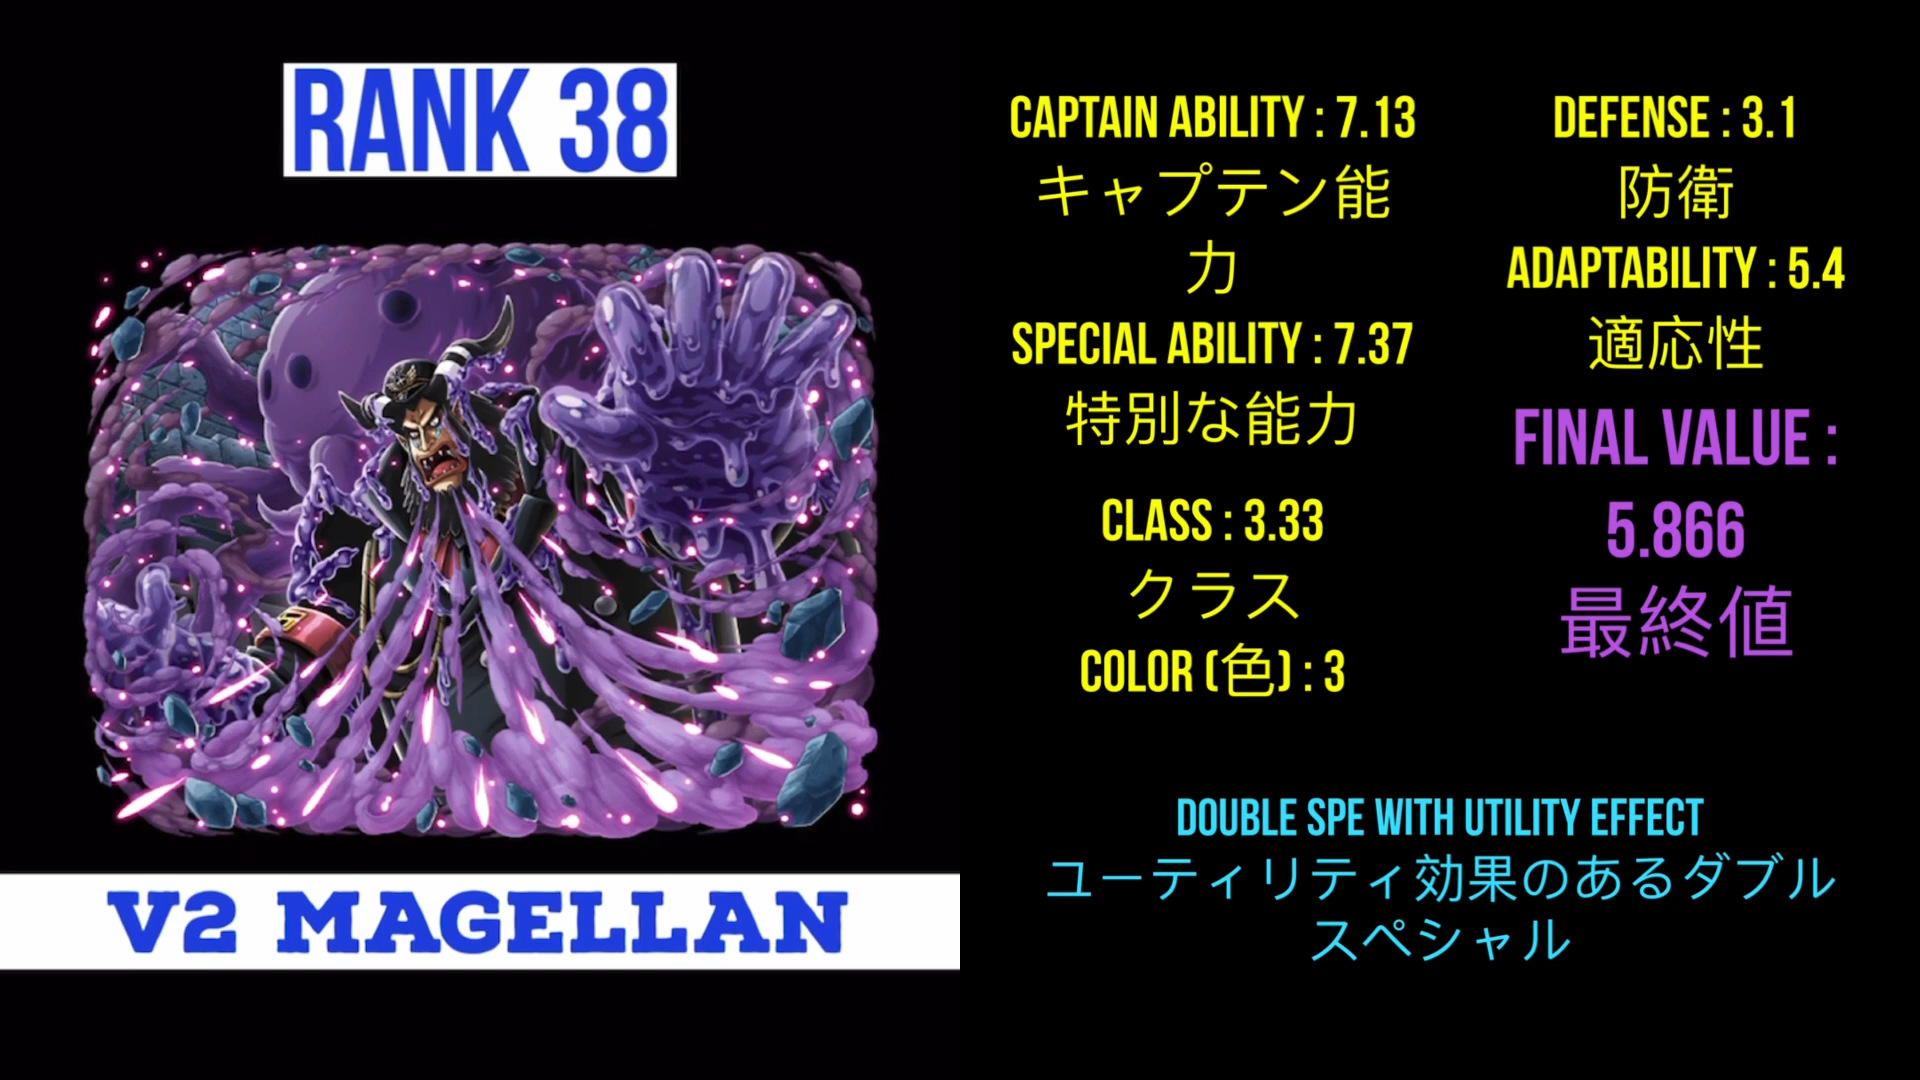 RANK 38
V2 MAGELLAN
CAPTAIN ABILITY : 7.13
キャプテン能
力
SPECIAL ABILITY : 7.37
特別な能力
CLASS : 3.33
クラス
COLOR (色) : 3
DEFENSE : 3.1
防衛
ADAPTABILITY : 5.4
適応性
FINAL VALUE :
5.866
最終値
DOUBLE SPE WITH UTILITY EFFECT
ユーティリティ効果のあるダブル
スペシャル